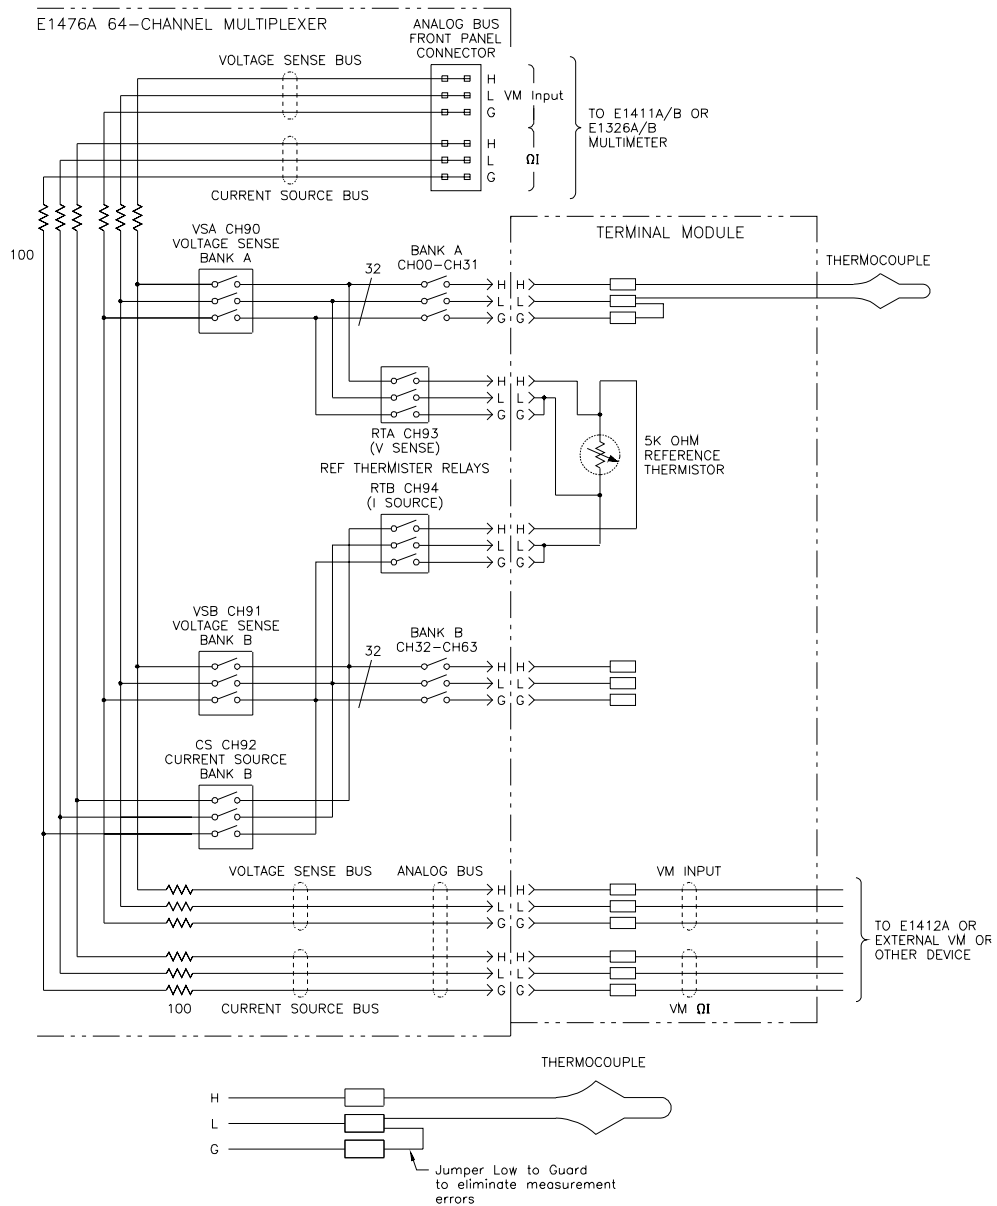 E1476A 64-CHANNEL MULTIPLEXER
ANALOG BUS
FRONT PANEL
CONNECTOR
VOLTAGE SENSE BUS
H
L VM Input
G
TO E1411A/B OR
E1326A/B
MULTIMETER
H
L ΩI
G
CURRENT SOURCE BUS
100
VSA CH90
VOLTAGE SENSE
BANK A
32
BANK A
CH00-CH31
TERMINAL MODULE
THERMOCOUPLE
H H
L L
G G
H H
L L
G G
RTA CH93
(V SENSE)
REF THERMISTER RELAYS
RTB CH94
(I SOURCE)
5K OHM
REFERENCE
THERMISTOR
H H
L L
G G
VSB CH91
VOLTAGE SENSE
BANK B
32
BANK B
CH32-CH63
H H
L L
G G
CS CH92
CURRENT SOURCE
BANK B
VOLTAGE SENSE BUS
ANALOG BUS
VM INPUT
H H
L L
G G
TO E1412A OR
EXTERNAL VM OR
OTHER DEVICE
H H
L L
G G
100
CURRENT SOURCE BUS
VM ΩI
THERMOCOUPLE
H
L
G
Jumper Low to Guard
to eliminate measurement
errors